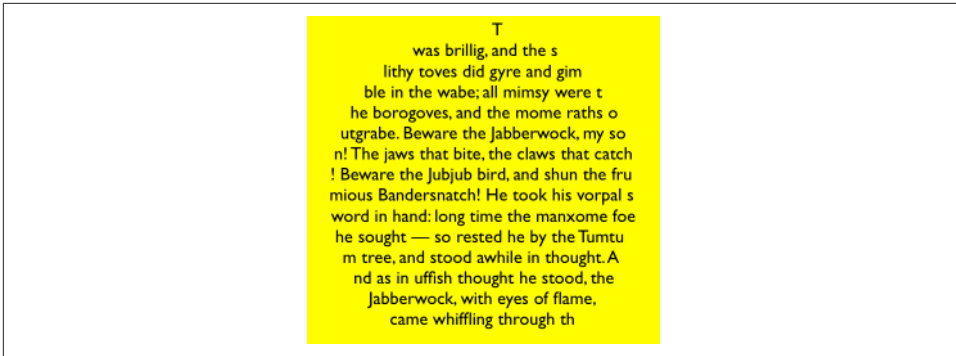 T
was brillig, and the s
lithy toves did gyre and gim
ble in the wabe; all mimsy were t
he borogoves, and the mome raths o
utgrabe. Beware the Jabberwock, my so
n! The jaws that bite, the claws that catch
! Beware the Jubjub bird, and shun the fru
mious Bandersnatch! He took his vorpal s
word in hand: long time the manxome foe
he sought — so rested he by the Tumtu
m tree, and stood awhile in thought. A
nd as in uffish thought he stood, the
Jabberwock, with eyes of flame,
came whiffling through th